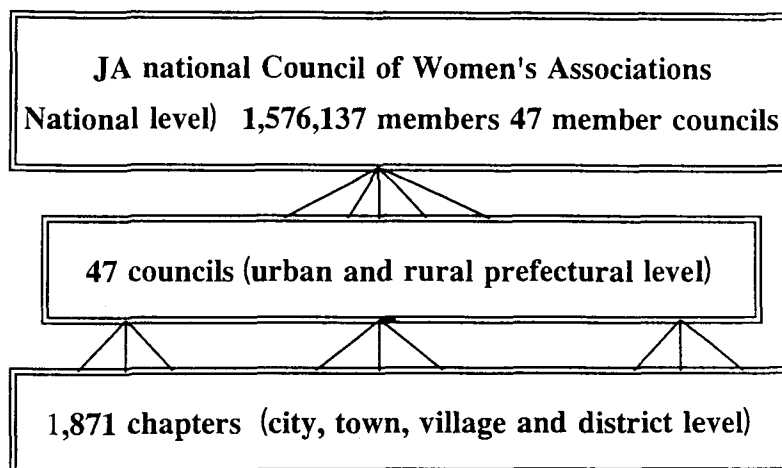 JA national Council of Women's Associations
National level) 1,576,137 members 47 member councils
47 councils (urban and rural prefectural level)
1,871 chapters (city, town, village and district level)